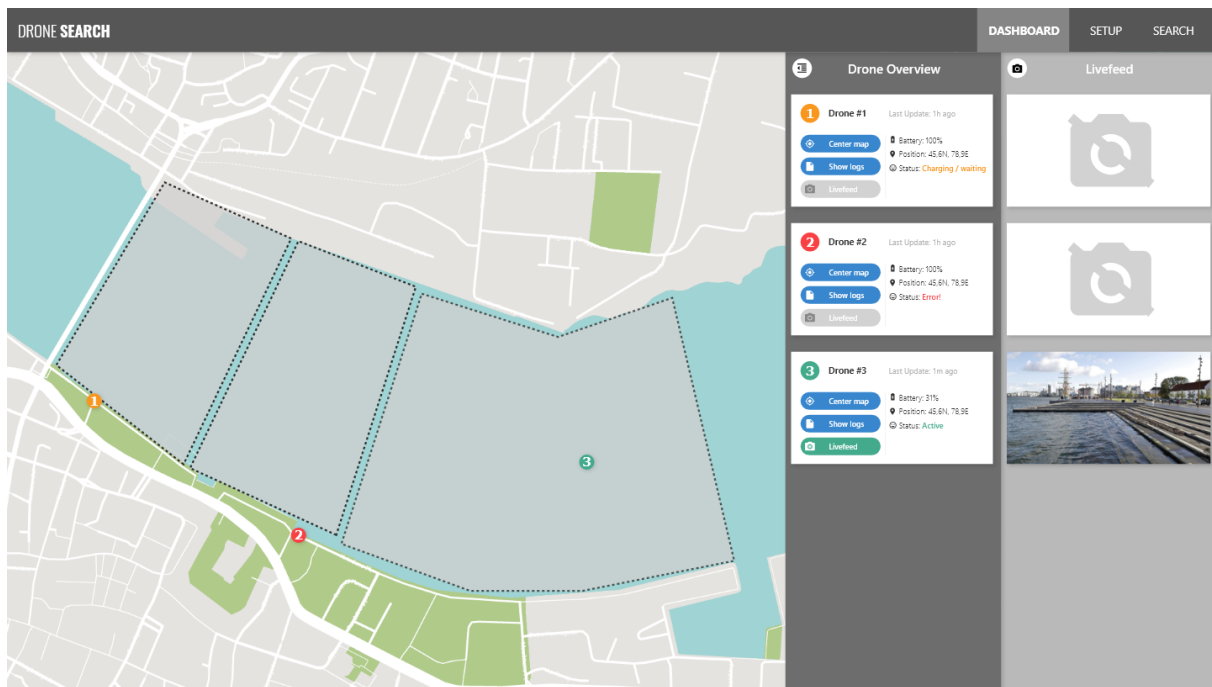 DRONE SEARCH
DASHBOARD
SETUP
SEARCH
Drone Overview
Livefeed
1
Drone #1
Last Update: 1h ago
Center map
Show logs
Livefeed
Battery: 100%
Position: 45,6N, 78,9E
Status: Charging / waiting
2
Drone #2
Last Update: 1h ago
Center map
Show logs
Livefeed
Battery: 100%
Position: 45,6N, 78,9E
Status: Error!
3
Drone #3
Last Update: 1m ago
Center map
Show logs
Livefeed
Battery: 31%
Position: 45,6N, 78,9E
Status: Active
1
2
3